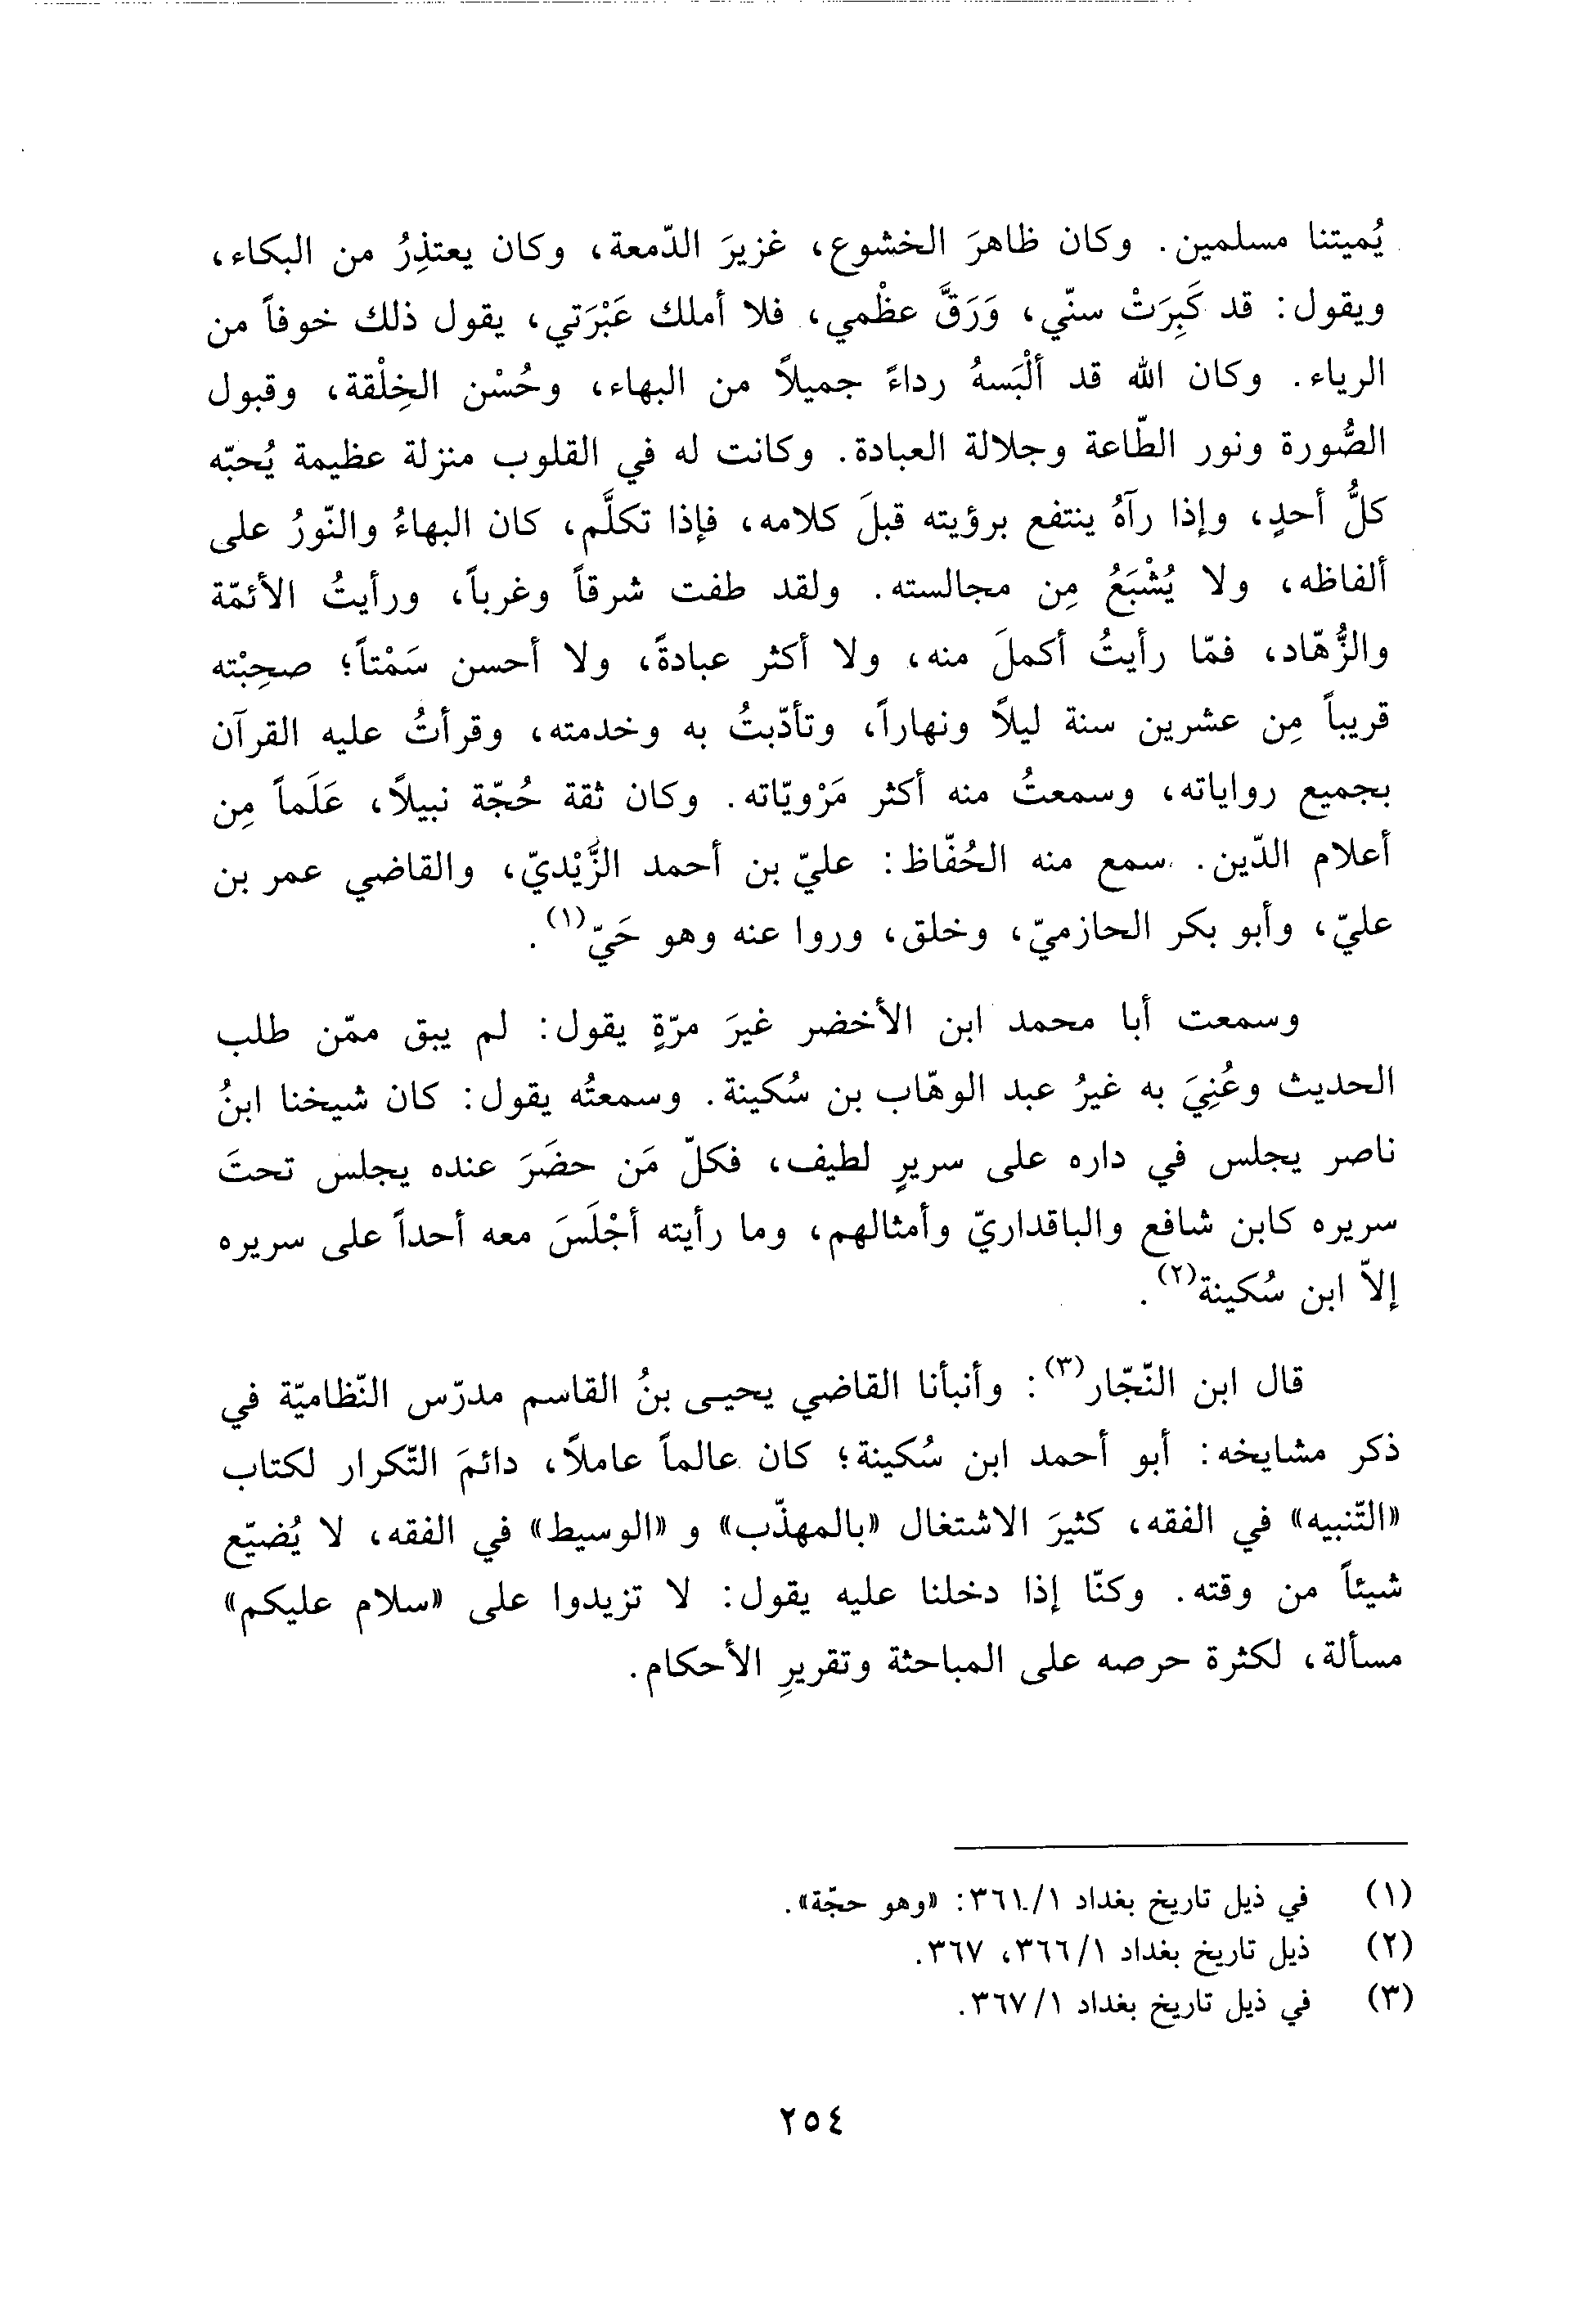 يُميتنا مسلمين. وكان ظاهرَ الخشوع، غزيرَ الدّمعة، وكان يعتذِرُ من البكاء،
ويقول: قد كَبِرَتْ سنّي، وَرَقَّ عظْمي، فلا أملك عَبْرَتي، يقول ذلك خوفاً من
الرياء. وكان الله قد ألْبَسهُ رداءً جميلاً من البهاء، وحُسْن الخِلْقة، وقبول
الصُّورة ونور الطّاعة وجلالة العبادة. وكانت له في القلوب منزلة عظيمة يُحبّه
كلُّ أحدٍ، وإذا رآهُ ينتفع برؤيته قبلَ كلامه، فإذا تكلَّم، كان البهاءُ والنّورُ على
ألفاظه، ولا يُشْبَعُ مِن مجالسته. ولقد طفت شرقاً وغرباً، ورأيتُ الأئمّة
والزُّهّاد، فمّا رأيتُ أكملَ منه، ولا أكثر عبادةً، ولا أحسن سَمْتاً؛ صحِبْته
قريباً مِن عشرين سنة ليلاً ونهاراً، وتأدّبتُ به وخدمته، وقرأتُ عليه القرآن
بجميع رواياته، وسمعتُ منه أكثر مَرْويّاته. وكان ثقة حُجّة نبيلاً، عَلَماً مِن
أعلام الدّين. سمع منه الحُفّاظ: عليّ بن أحمد الزَّيْديّ، والقاضي عمر بن
عليّ، وأبو بكر الحازميّ، وخلق، وروا عنه وهو حَيّ(١).
وسمعت أبا محمد ابن الأخضر غيرَ مرّةٍ يقول: لم يبق ممّن طلب
الحديث وعُنِيَ به غيرُ عبد الوهّاب بن سُكينة. وسمعتُه يقول: كان شيخنا ابنُ
ناصر يجلس في داره على سريرٍ لطيف، فكلّ مَن حضَرَ عنده يجلس تحتَ
سريره كابن شافع والباقداريّ وأمثالهم، وما رأيته أجْلَسَ معه أحداً على سريره
إلاّ ابن سُكينة(٢).
قال ابن النّجّار(٣): وأنبأنا القاضي يحيـى بنُ القاسم مدرّس النّظاميّة في
ذكر مشايخه: أبو أحمد ابن سُكينة؛ كان عالماً عاملاً، دائمَ التّكرار لكتاب
«التّنبيه» في الفقه، كثيرَ الاشتغال «بالمهذّب» و «الوسيط» في الفقه، لا يُضيّع
شيئاً من وقته. وكنّا إذا دخلنا عليه يقول: لا تزيدوا على «سلام عليكم»
مسألة، لكثرة حرصه على المباحثة وتقريرِ الأحكام.
(١) في ذيل تاريخ بغداد ٣٦١/١: «وهو حجّة».
(٢) ذيل تاريخ بغداد ٣٦٦/١، ٣٦٧.
(٣) في ذيل تاريخ بغداد ٣٦٧/١.
٢٥٤